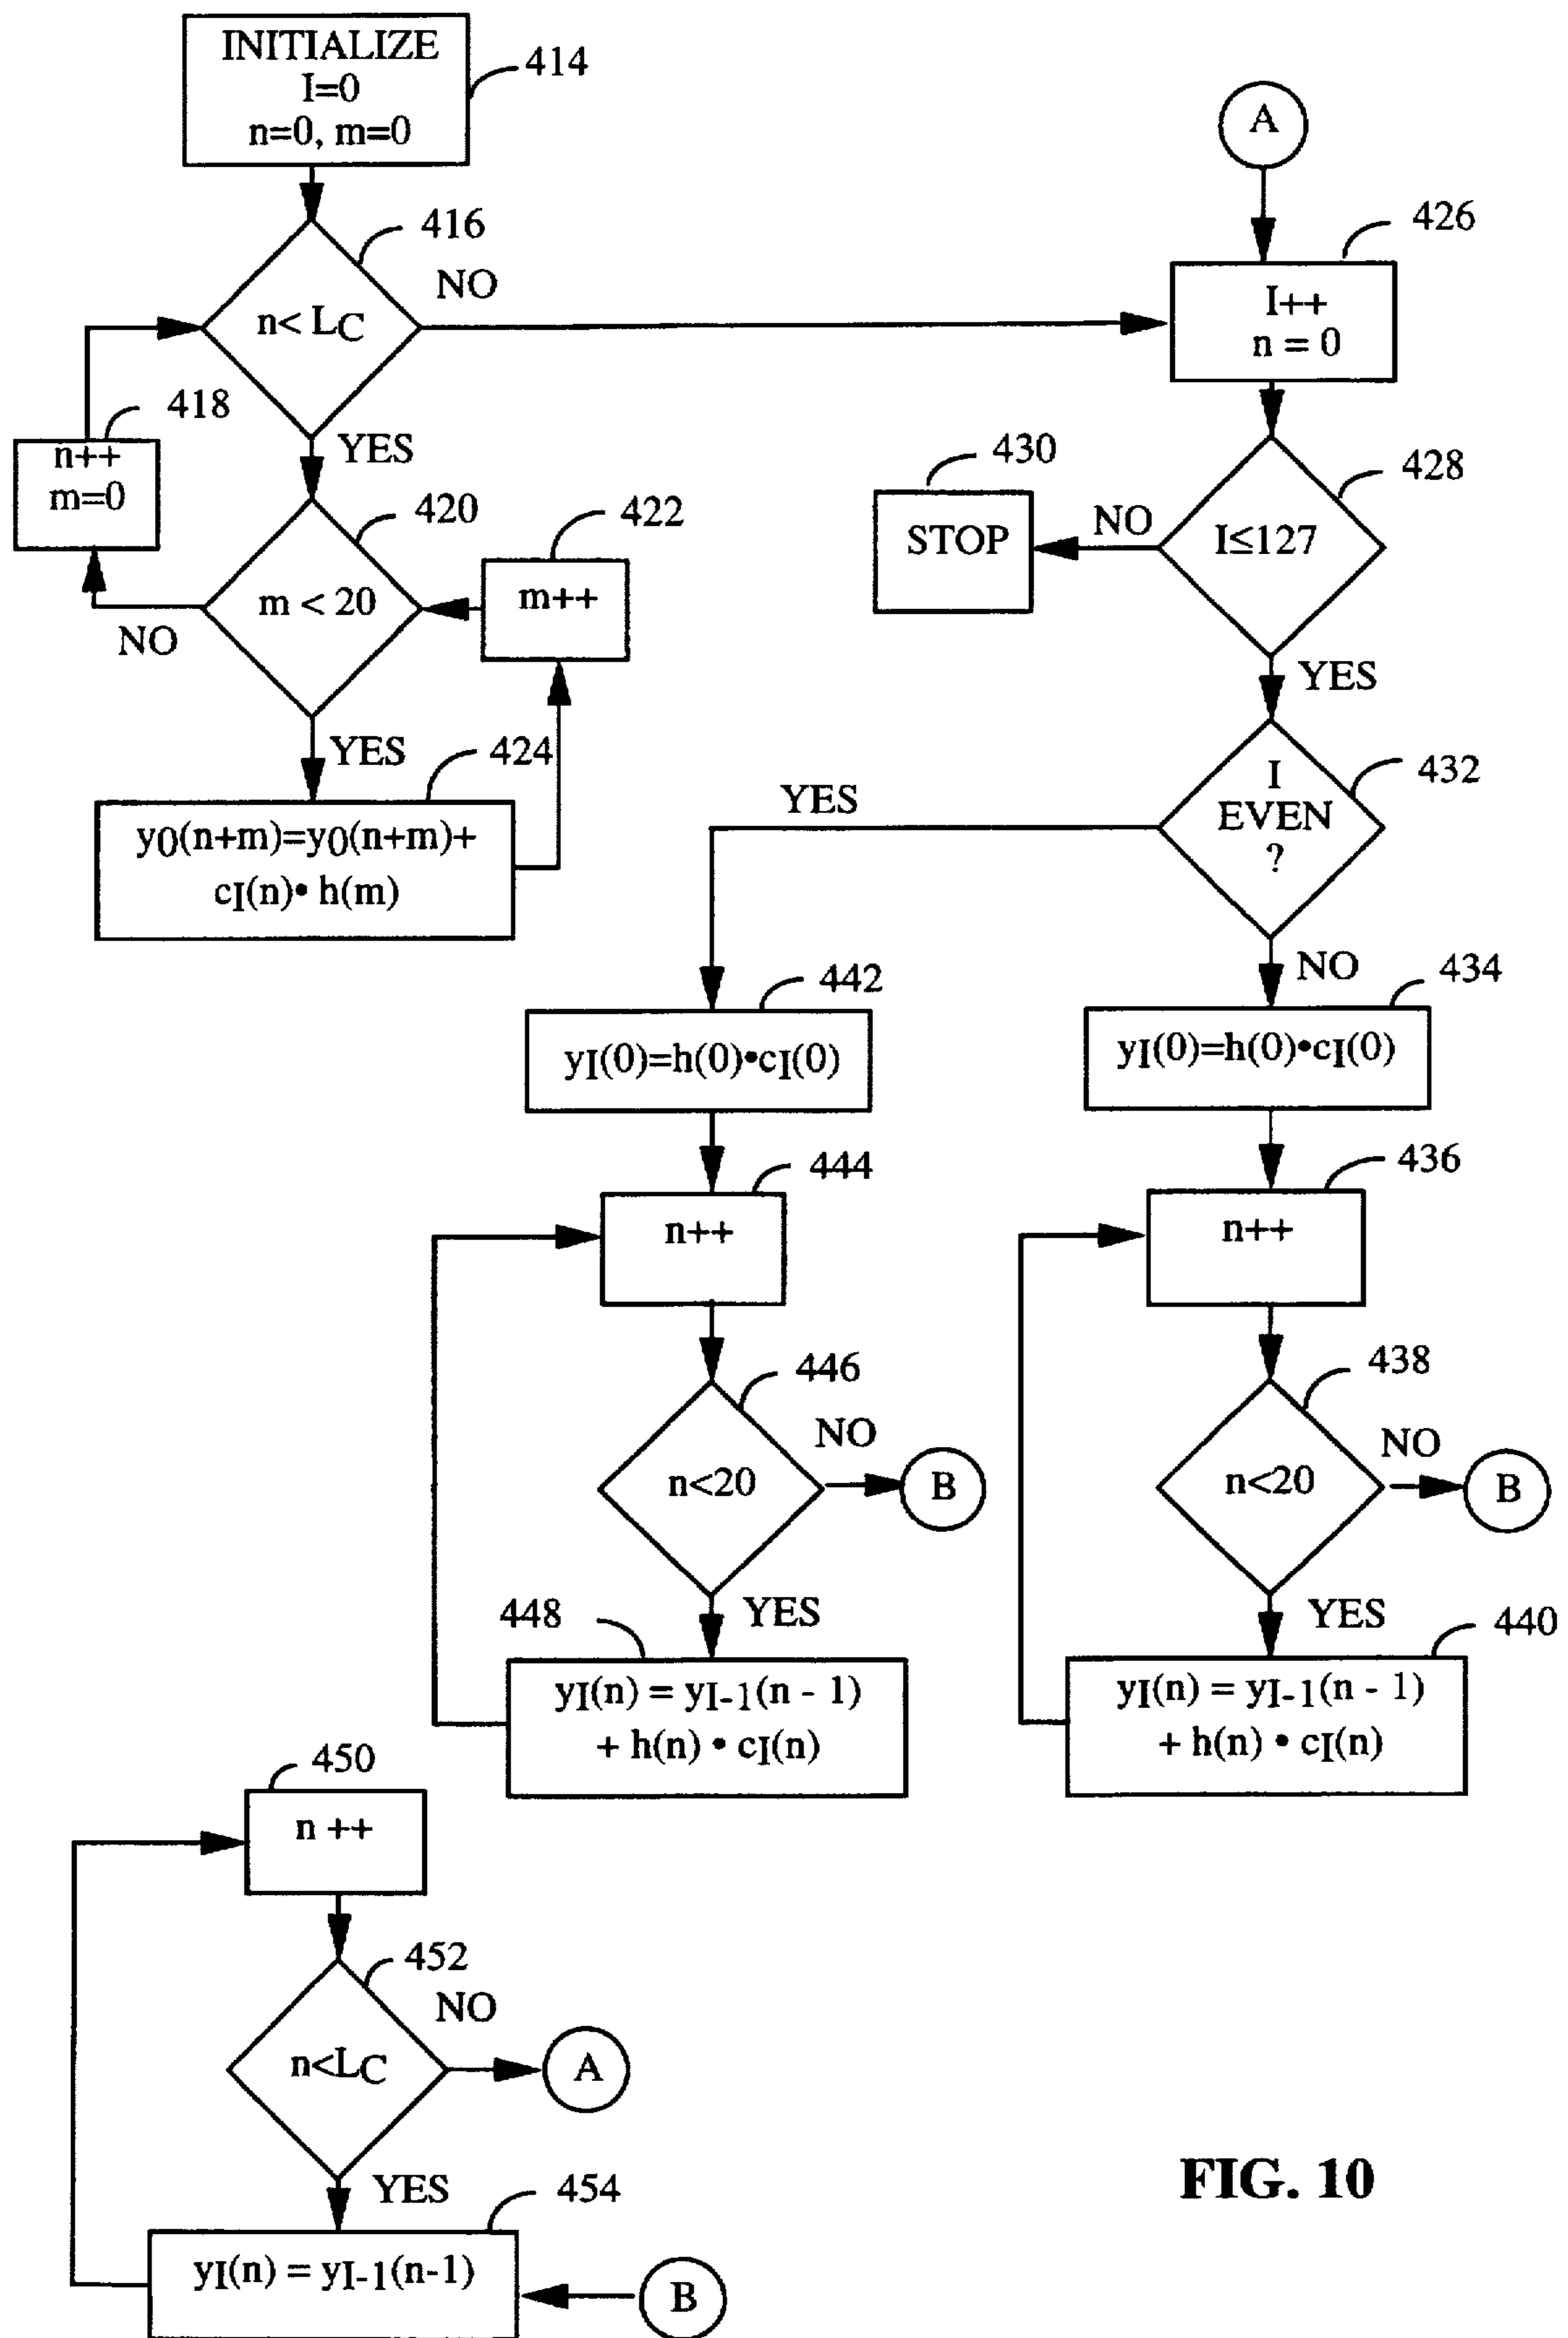 INITIALIZE
I=0
n=0, m=0
414
416
n< LC
NO
YES
418
n++
m=0
420
m < 20
NO
YES
422
m++
424
y0(n+m)=y0(n+m)+
cI(n)• h(m)
A
426
I++
n = 0
428
I≤127
NO
YES
430
STOP
432
I
EVEN
?
YES
NO
442
yI(0)=h(0)•cI(0)
434
yI(0)=h(0)•cI(0)
444
n++
436
n++
446
n<20
NO
B
YES
438
n<20
NO
B
YES
448
yI(n) = yI-1(n - 1)
+ h(n) • cI(n)
440
yI(n) = yI-1(n - 1)
+ h(n) • cI(n)
450
n ++
452
n<LC
NO
A
YES
454
yI(n) = yI-1(n-1)
B
FIG. 10